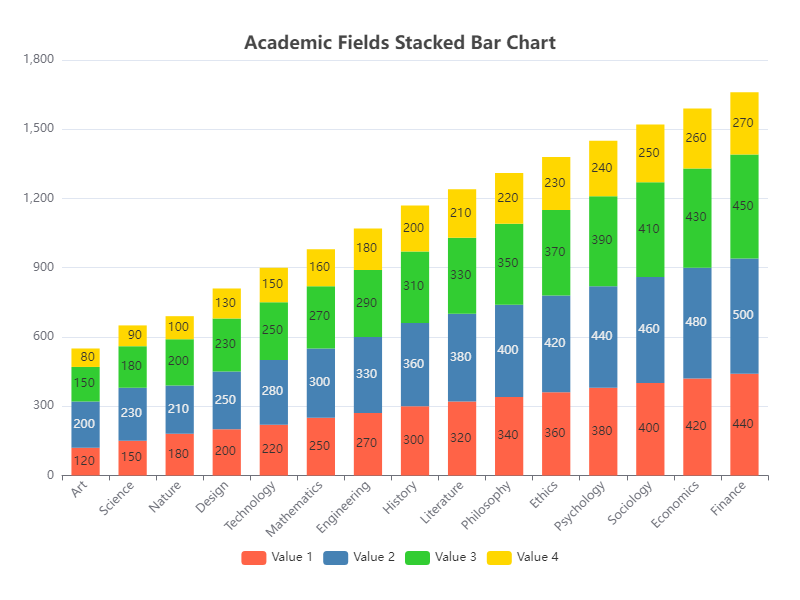 Academic Fields Stacked Bar Chart
1,800
1,500
1,200
900
600
300
0
80 90 100 130 150 160 180 200 210 220 230 240 250 260 270
150 180 200 230 250 270 290 310 330 350 370 390 410 430 450
200 230 210 250 280 300 330 360 380 400 420 440 460 480 500
120 150 180 200 220 250 270 300 320 340 360 380 400 420 440
Art Science Nature Design Technology Mathematics Engineering History Literature Philosophy Ethics Psychology Sociology Economics Finance
Value 1 Value 2 Value 3 Value 4